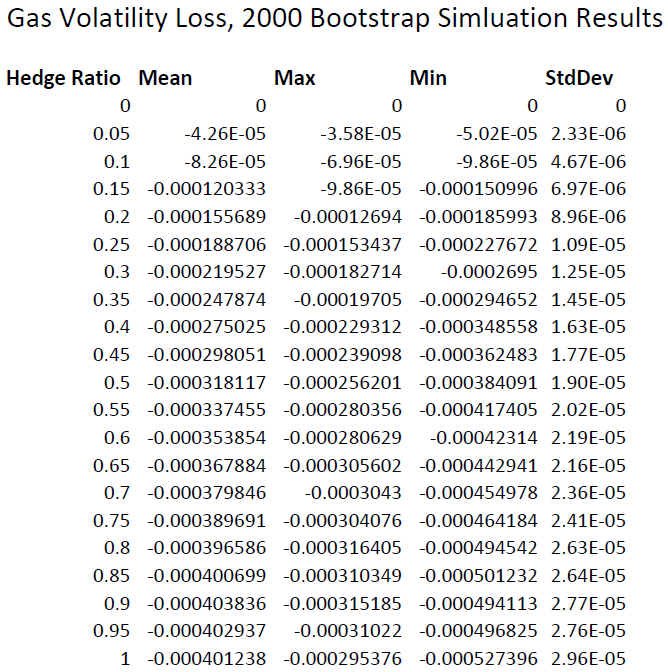 Gas Volatility Loss, 2000 Bootstrap Simluation Results
Hedge Ratio Mean Max Min StdDev
0 0 0 0 0
0.05 -4.26E-05 -3.58E-05 -5.02E-05 2.33E-06
0.1 -8.26E-05 -6.96E-05 -9.86E-05 4.67E-06
0.15 -0.000120333 -9.86E-05 -0.000150996 6.97E-06
0.2 -0.000155689 -0.00012694 -0.000185993 8.96E-06
0.25 -0.000188706 -0.000153437 -0.000227672 1.09E-05
0.3 -0.000219527 -0.000182714 -0.0002695 1.25E-05
0.35 -0.000247874 -0.00019705 -0.000294652 1.45E-05
0.4 -0.000275025 -0.000229312 -0.000348558 1.63E-05
0.45 -0.000298051 -0.000239098 -0.000362483 1.77E-05
0.5 -0.000318117 -0.000256201 -0.000384091 1.90E-05
0.55 -0.000337455 -0.000280356 -0.000417405 2.02E-05
0.6 -0.000353854 -0.000280629 -0.00042314 2.19E-05
0.65 -0.000367884 -0.000305602 -0.000442941 2.16E-05
0.7 -0.000379846 -0.0003043 -0.000454978 2.36E-05
0.75 -0.000389691 -0.000304076 -0.000464184 2.41E-05
0.8 -0.000396586 -0.000316405 -0.000494542 2.63E-05
0.85 -0.000400699 -0.000310349 -0.000501232 2.64E-05
0.9 -0.000403836 -0.000315185 -0.000494113 2.77E-05
0.95 -0.000402937 -0.00031022 -0.000496825 2.76E-05
1 -0.000401238 -0.000295376 -0.000527396 2.96E-05